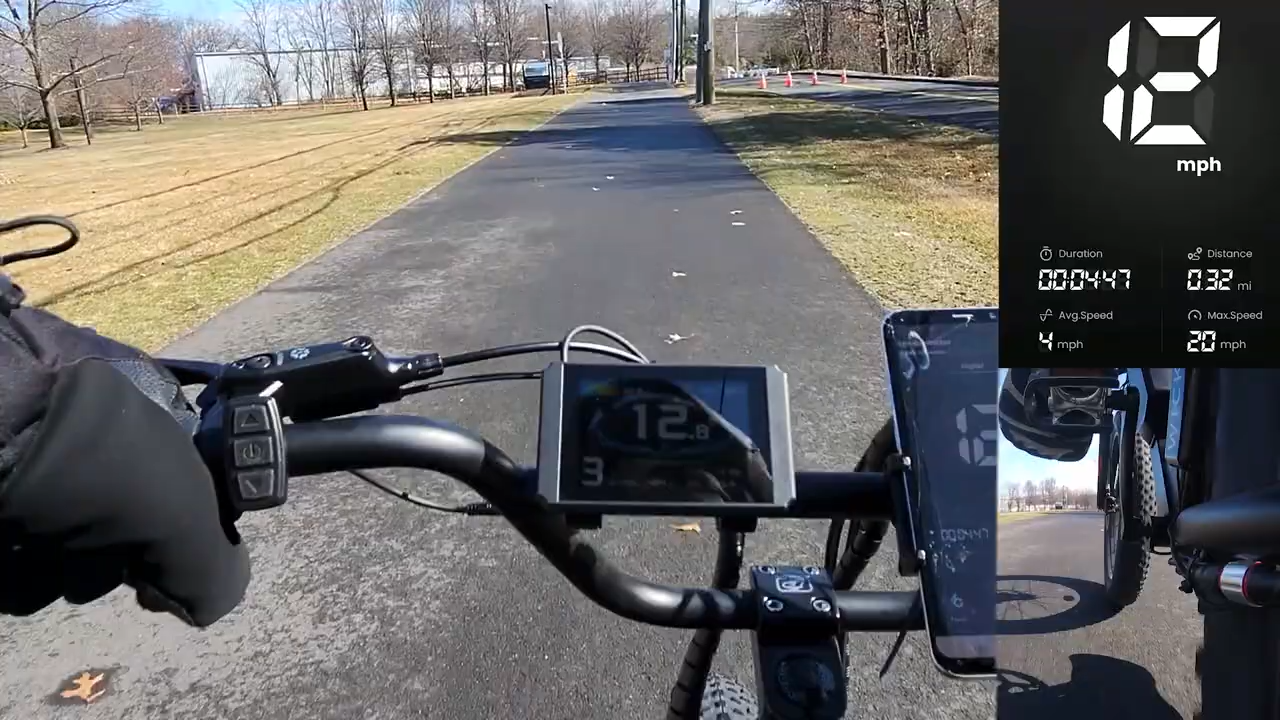 12
mph
Duration
Distance
00:04:47
0.32 mi
Avg.Speed
Max.Speed
4 mph
20 mph
12.8
3